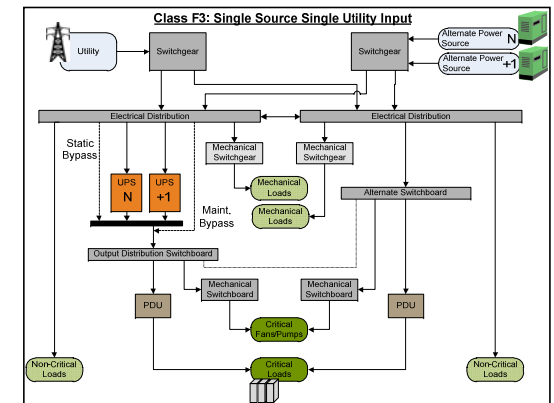 Class F3: Single Source Single Utility Input
Utility
Switchgear
Switchgear
Alternate Power
Source
N
Alternate Power
Source
+1
Electrical Distribution
Electrical Distribution
Static
Bypass
Mechanical
Switchgear
Mechanical
Switchgear
UPS
N
UPS
+1
Mechanical
Loads
Alternate Switchboard
Maint.
Bypass
Mechanical
Loads
Output Distribution Switchboard
Mechanical
Switchboard
Mechanical
Switchboard
PDU
PDU
Critical
Fans/Pumps
Non-Critical
Loads
Critical
Loads
Non-Critical
Loads